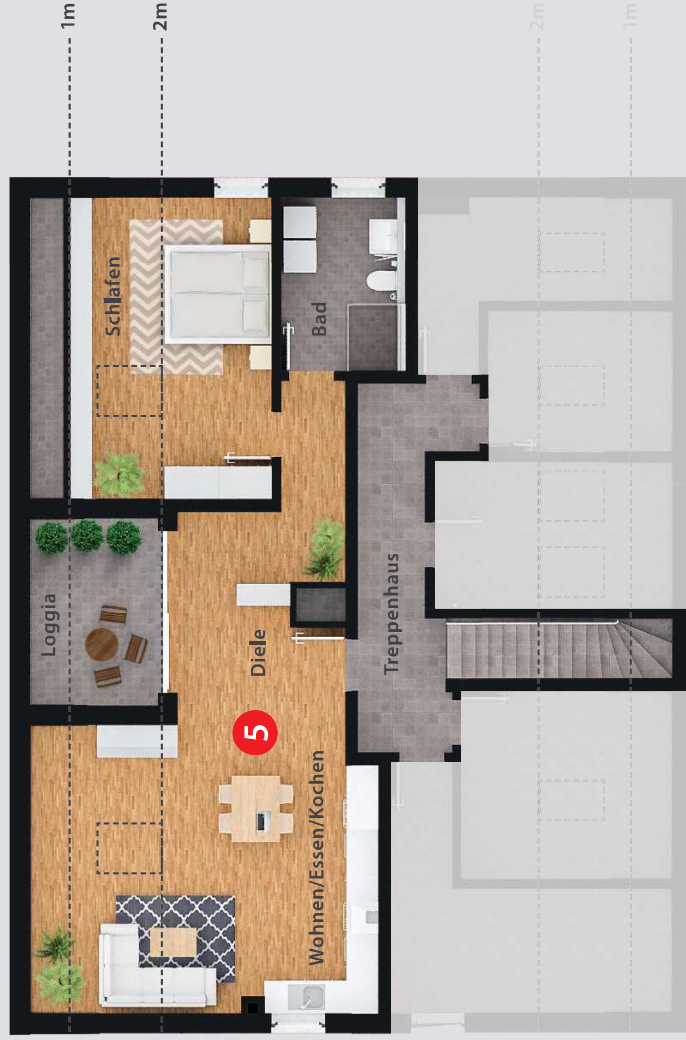 1m
2m
2m
1m
Schlafen
Bad
Loggia
Diele
Treppenhaus
5
Wohnen/Essen/Kochen